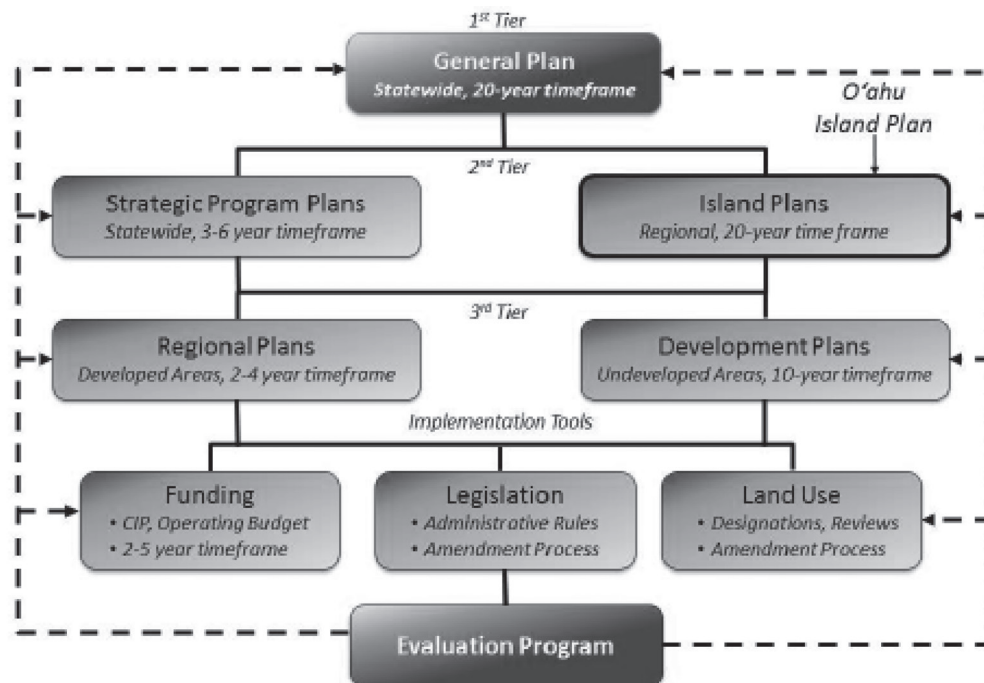 1st Tier
General Plan
Statewide, 20-year timeframe
Oʻahu
Island Plan
2nd Tier
Strategic Program Plans
Statewide, 3-6 year timeframe
Island Plans
Regional, 20-year time frame
3rd Tier
Regional Plans
Developed Areas, 2-4 year timeframe
Development Plans
Undeveloped Areas, 10-year timeframe
Implementation Tools
Funding
• CIP, Operating Budget
• 2-5 year timeframe
Legislation
• Administrative Rules
• Amendment Process
Land Use
• Designations, Reviews
• Amendment Process
Evaluation Program